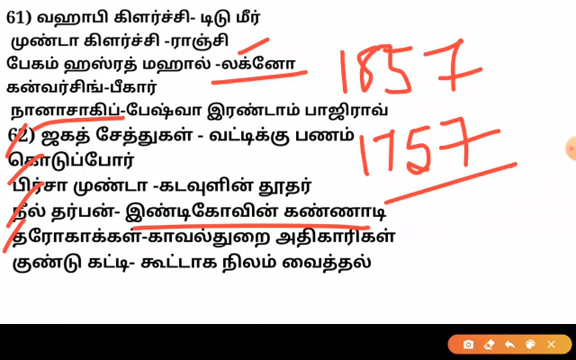 61) வஹாபி கிளர்ச்சி- டிடு மீர்
முண்டா கிளர்ச்சி -ராஞ்சி
பேகம் ஹஸ்ரத் மஹால் -லக்னோ
கன்வர்சிங்-பீகார்
நானாசாகிப்-பேஷ்வா இரண்டாம் பாஜிராவ்
1857
62) ஜகத் சேத்துகள் - வட்டிக்கு பணம்
கொடுப்போர்
1757
பிர்சா முண்டா -கடவுளின் தூதர்
நீல் தர்பன்- இண்டிகோவின் கண்ணாடி
தரோகாக்கள்-காவல்துறை அதிகாரிகள்
குண்டு கட்டி- கூட்டாக நிலம் வைத்தல்